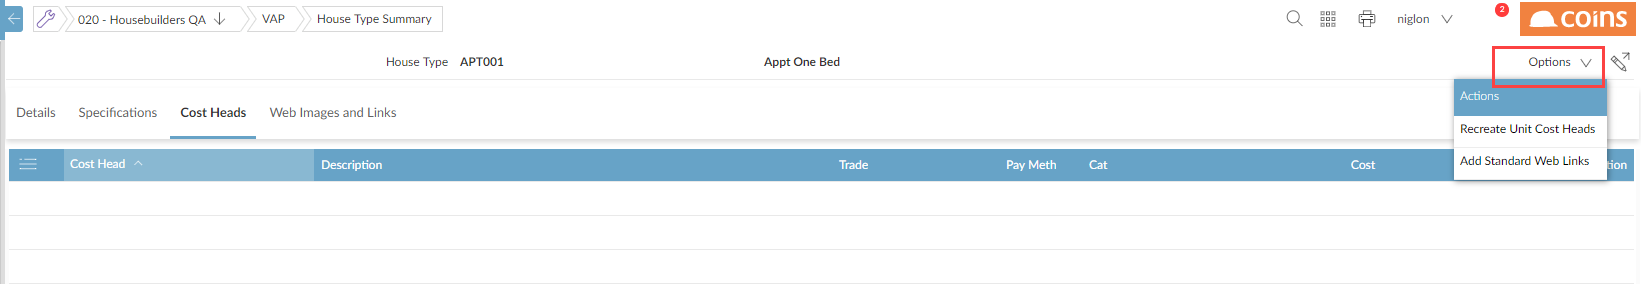 020 - Housebuilders QA VAP House Type Summary niglon 2 coins
House Type APT001 Appt One Bed Options
Actions
Details Specifications Cost Heads Web Images and Links
Recreate Unit Cost Heads
Cost Head Description Trade Pay Meth Cat Cost tion
Add Standard Web Links